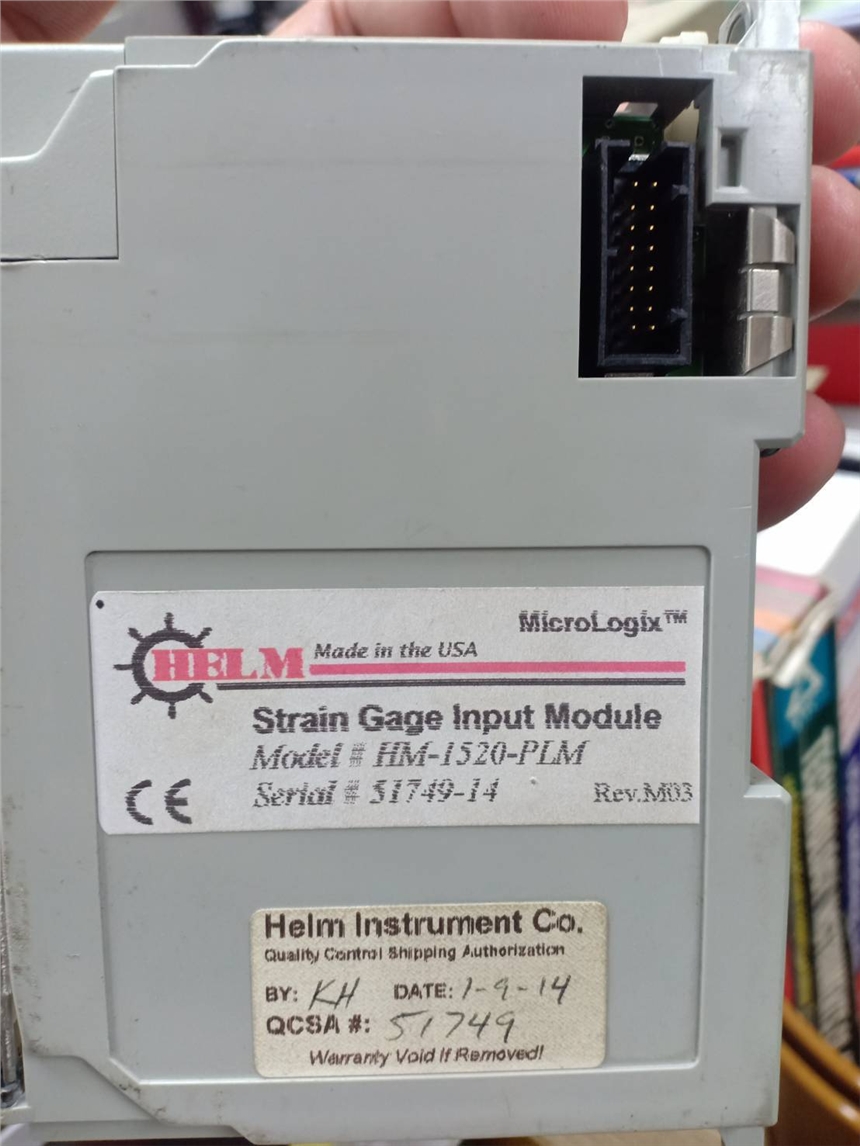 MicroLogix™
HELM Made in the USA
Strain Gage Input Module
Model # HM-1520-PLM
Serial # 51749-14 Rev.M03
CE
Helm Instrument Co.
Quality Control Shipping Authorization
BY: KH DATE: 1-9-14
QCSA #: 51749
Warranty Void If Removed!